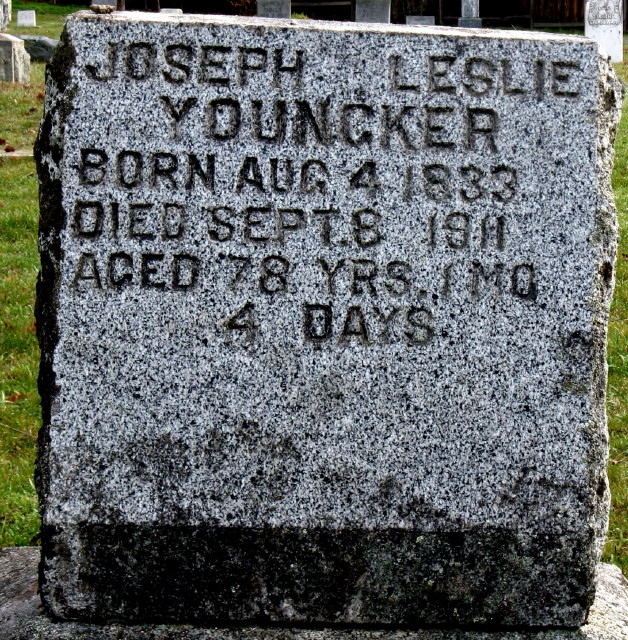 JOSEPH LESLIE
YOUNCKER
BORN AUG 4 1833
DIED SEPT. 8 1911
AGED 78 YRS. 1 MO.
4 DAYS